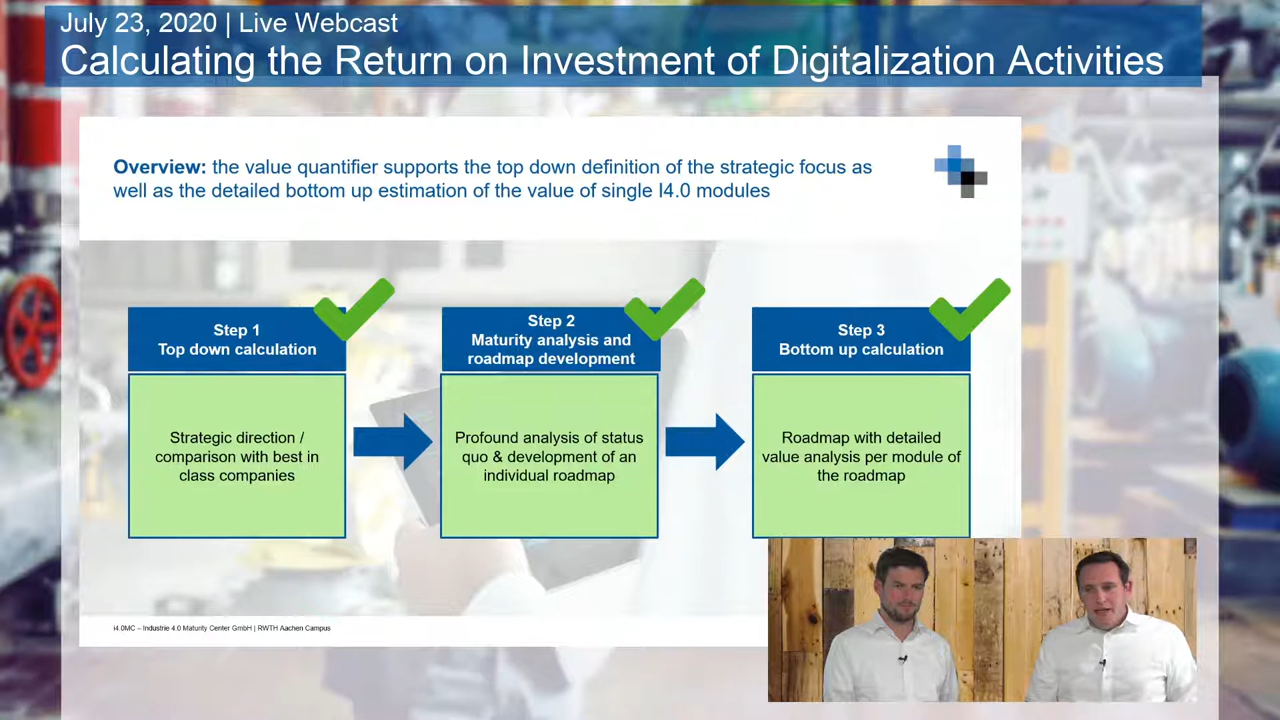 July 23, 2020 | Live Webcast
Calculating the Return on Investment of Digitalization Activities
Overview: the value quantifier supports the top down definition of the strategic focus as
well as the detailed bottom up estimation of the value of single I4.0 modules
Step 1
Top down calculation
Strategic direction /
comparison with best in
class companies
Step 2
Maturity analysis and
roadmap development
Profound analysis of status
quo & development of an
individual roadmap
Step 3
Bottom up calculation
Roadmap with detailed
value analysis per module of
the roadmap
i4.0MC – Industrie 4.0 Maturity Center GmbH | RWTH Aachen Campus